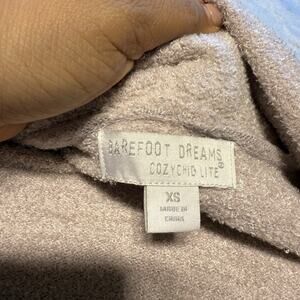 BAREFOOT DREAMS
COZYCHIC LITE®
XS
MADE IN
CHINA